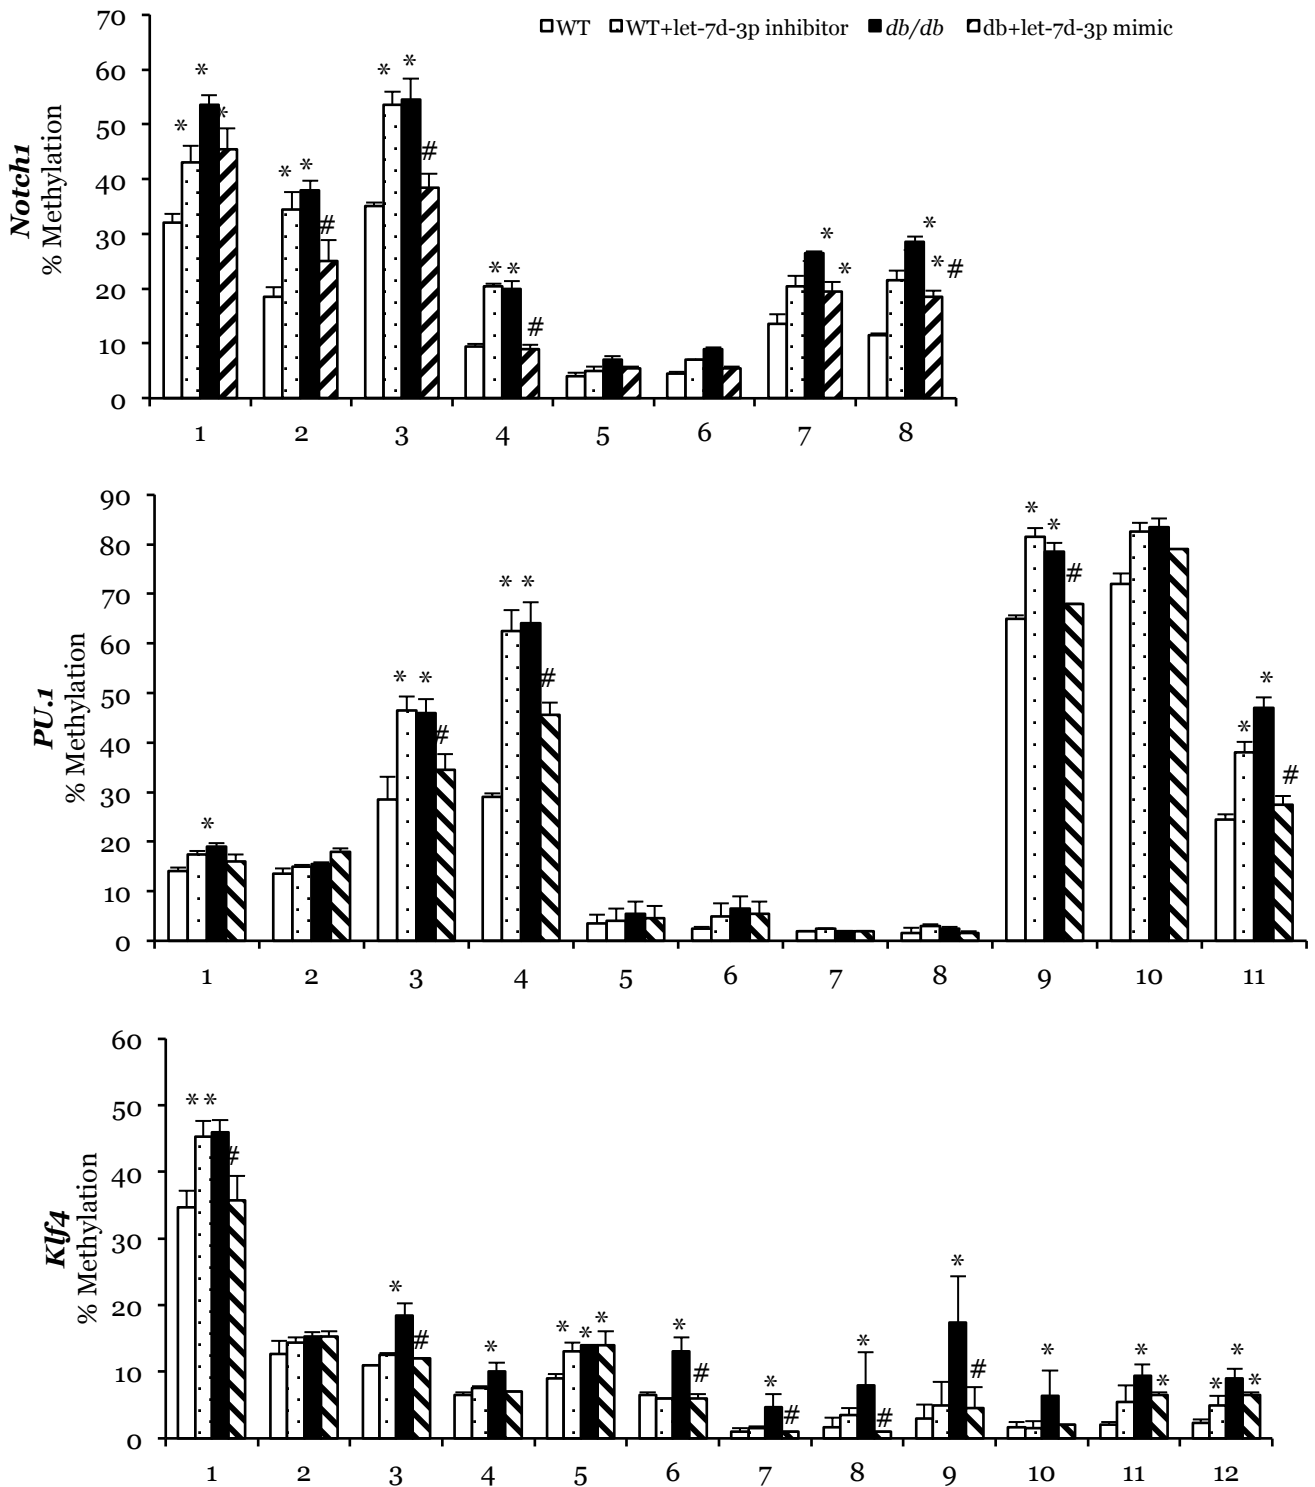 WT WT+let-7d-3p inhibitor db/db db+let-7d-3p mimic
Notch1
% Methylation
70
60
50
40
30
20
10
0
* * * *
* * #
* * #
* * #
* *
* * #
1 2 3 4 5 6 7 8
PU.1
% Methylation
90
80
70
60
50
40
30
20
10
0
*
* * #
* * #
* * #
* * #
1 2 3 4 5 6 7 8 9 10 11
Klf4
% Methylation
60
50
40
30
20
10
0
* * #
* #
*
* * *
* #
* #
* #
* #
*
* *
* * *
1 2 3 4 5 6 7 8 9 10 11 12